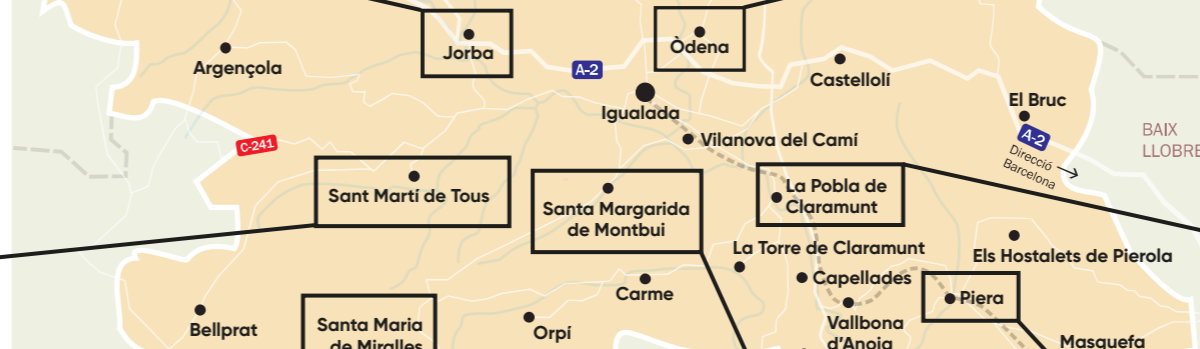 Jorba
Òdena
Argençola
A-2
Castellolí
Igualada
El Bruc
A-2
Direcció
Barcelona
BAIX
C-241
Vilanova del Camí
Sant Martí de Tous
Santa Margarida
de Montbui
La Pobla de
Claramunt
La Torre de Claramunt
Els Hostalets de Pierola
Capellades
Carme
Piera
Bellprat
Santa Maria
de Miralles
Orpí
Vallbona
d'Anoia
Masquefa